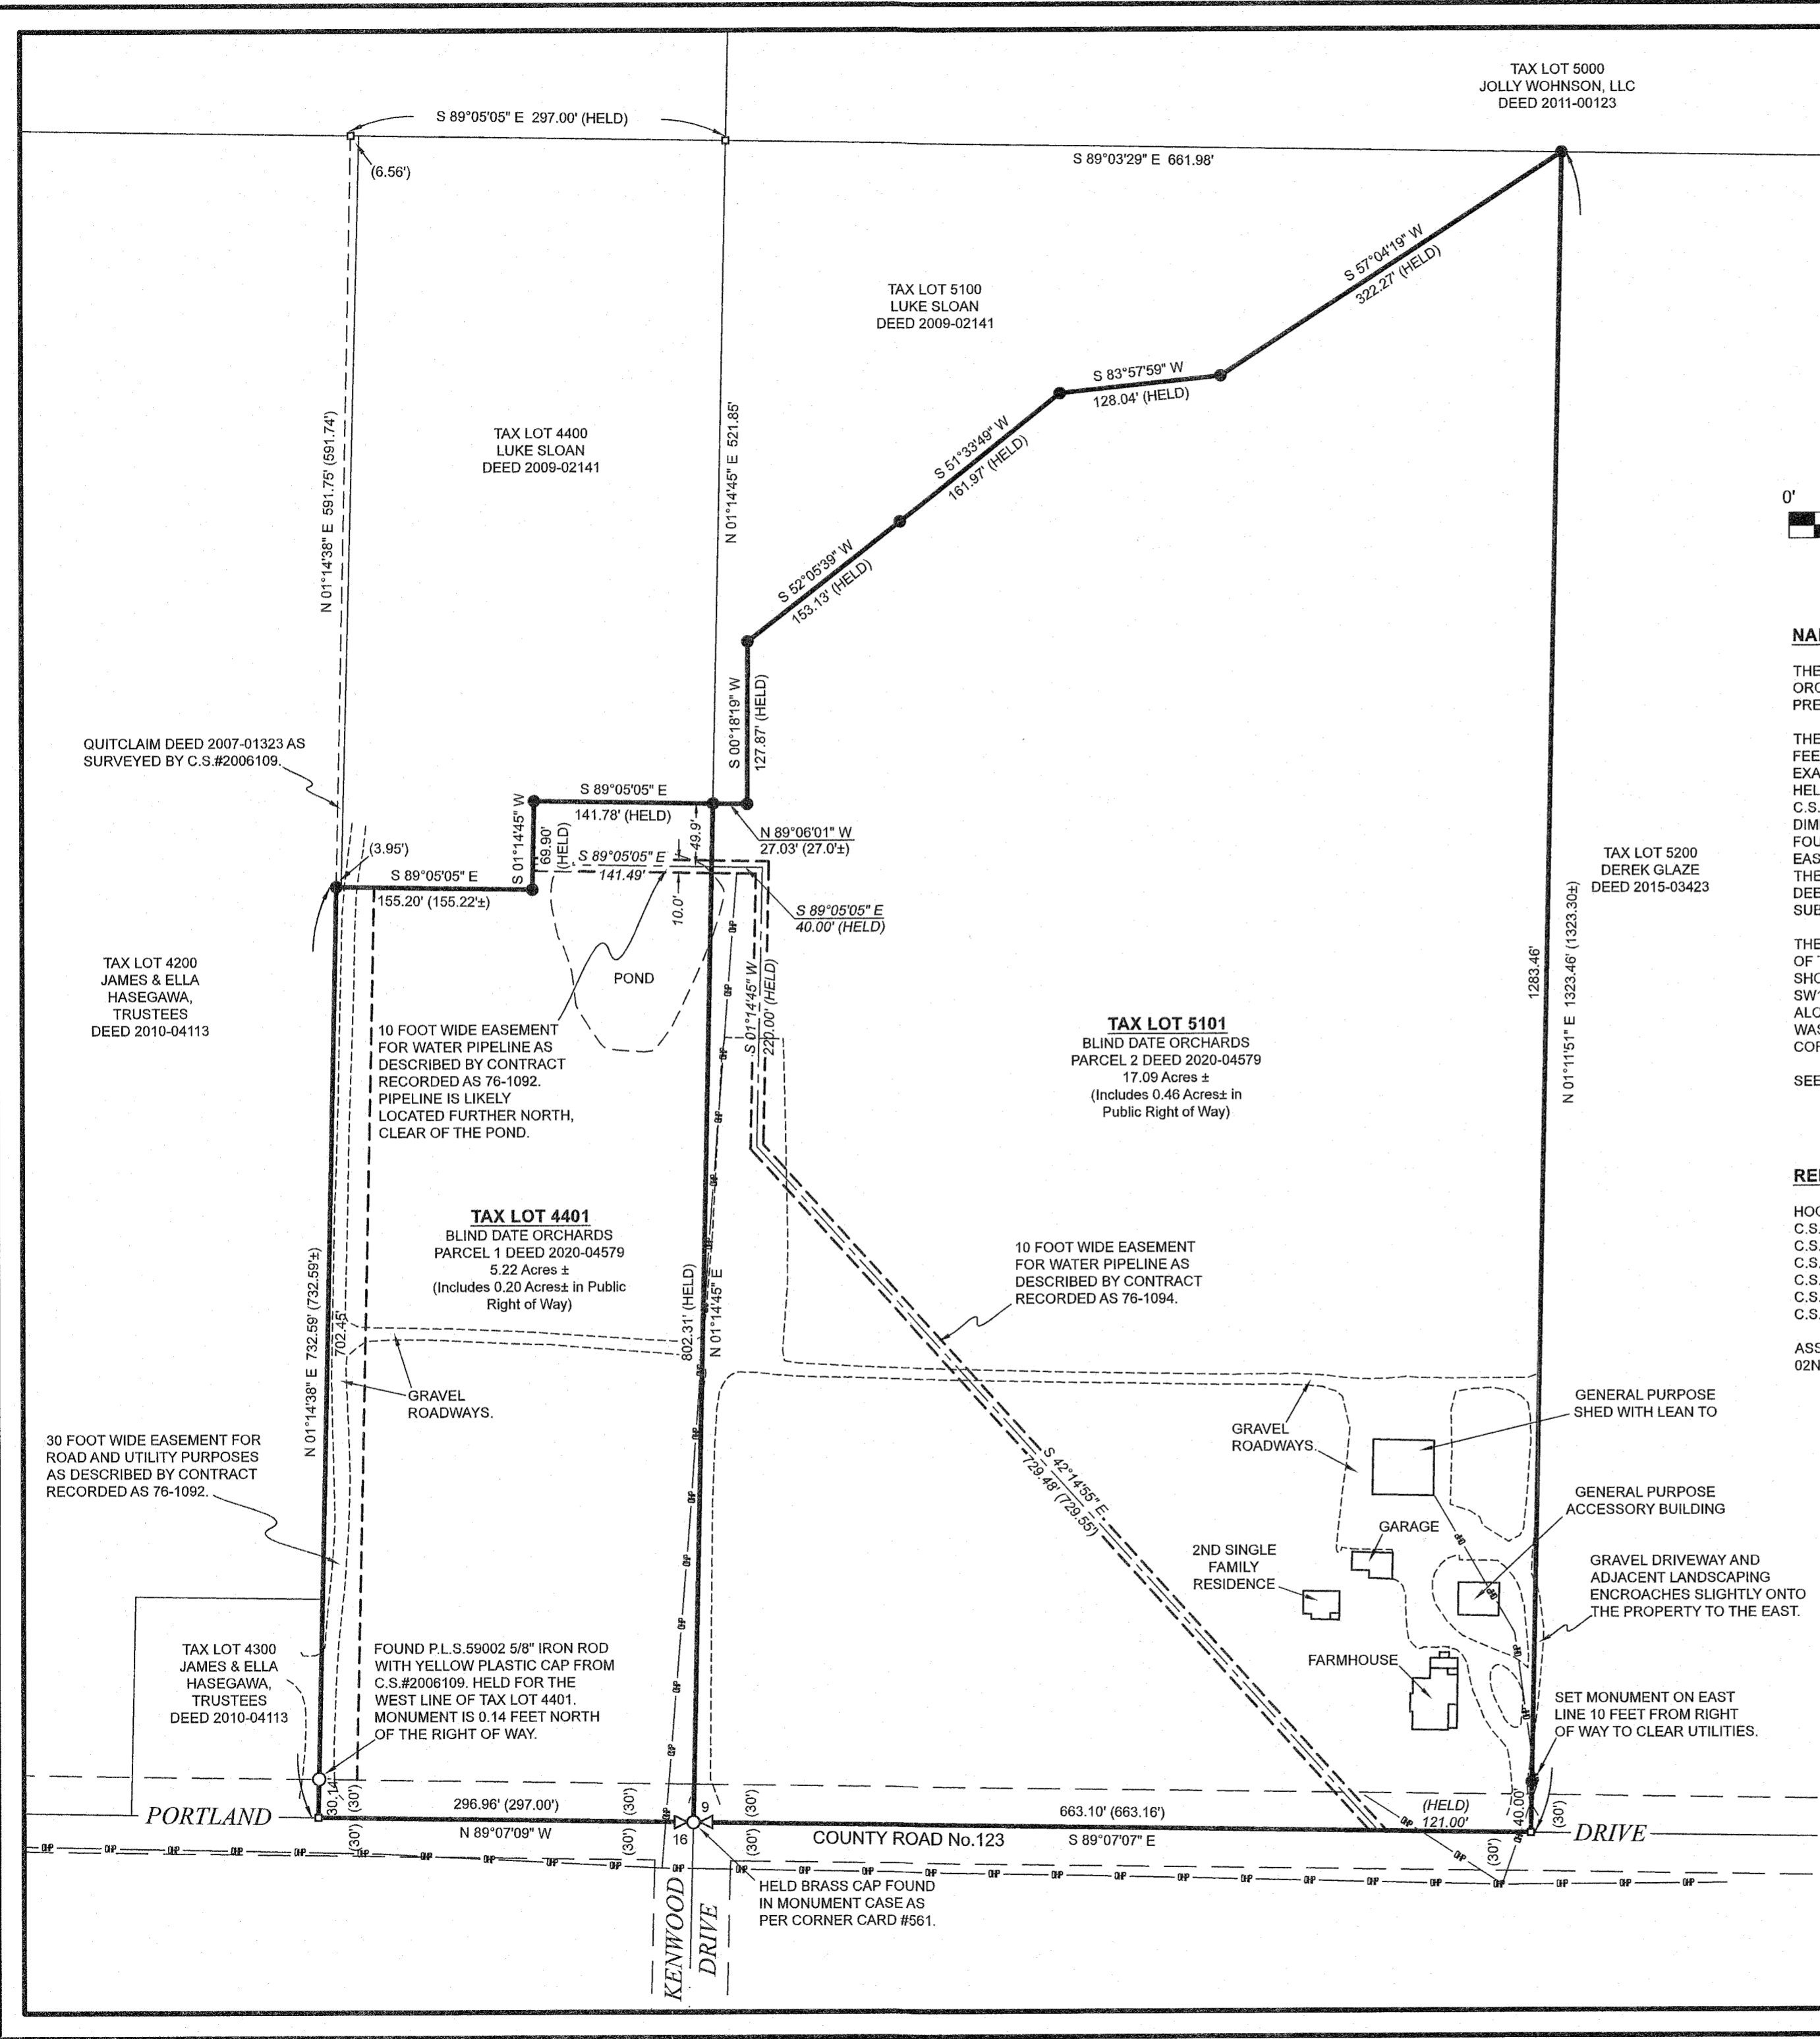 TAX LOT 5000
JOLLY WOHNSON, LLC
DEED 2011-00123
S 89°05'05" E 297.00' (HELD)
(6.56')
S 89°03'29" E 661.98'
S 57°04'19" W
322.27' (HELD)
TAX LOT 5100
LUKE SLOAN
DEED 2009-02141
S 83°57'59" W
128.04' (HELD)
N 01°14'38" E 591.75' (591.74')
TAX LOT 4400
LUKE SLOAN
DEED 2009-02141
N 01°14'45" E 521.85'
S 51°33'49" W
161.97' (HELD)
0'
S 52°05'39" W
153.13' (HELD)
THE
PRE
S 00°18'19" W
127.87' (HELD)
QUITCLAIM DEED 2007-01323 AS
SURVEYED BY C.S.#2006109.
THE
FEE
EXA
HEL
C.S.
DIM
FOU
EAS
THE
DEE
SUB
S 89°05'05" E
141.78' (HELD)
S 01°14'45" W
69.90'
(HELD)
49.9'
N 89°06'01" W
27.03' (27.0'±)
(3.95')
S 89°05'05" E
155.20' (155.22'±)
S 89°05'05" E
141.49'
10.0'
S 89°05'05" E
40.00' (HELD)
TAX LOT 5200
DEREK GLAZE
DEED 2015-03423
TAX LOT 4200
JAMES & ELLA
HASEGAWA,
TRUSTEES
DEED 2010-04113
POND
S 01°14'45" W
220.00' (HELD)
1283.46'
N 01°11'51" E 1323.46' (1323.30±)
THE
OF
SHO
WAS
SEE
10 FOOT WIDE EASEMENT
FOR WATER PIPELINE AS
DESCRIBED BY CONTRACT
RECORDED AS 76-1092.
PIPELINE IS LIKELY
LOCATED FURTHER NORTH,
CLEAR OF THE POND.
TAX LOT 5101
BLIND DATE ORCHARDS
PARCEL 2 DEED 2020-04579
17.09 Acres ±
(Includes 0.46 Acres± in
Public Right of Way)
TAX LOT 4401
BLIND DATE ORCHARDS
PARCEL 1 DEED 2020-04579
5.22 Acres ±
(Includes 0.20 Acres± in Public
Right of Way)
C.S.
C.S.
C.S.
C.S.
C.S.
C.S.
ASS
02N
N 01°14'38" E 732.59' (732.59'±)
702.45'
802.31' (HELD)
N 01°14'45" E
10 FOOT WIDE EASEMENT
FOR WATER PIPELINE AS
DESCRIBED BY CONTRACT
RECORDED AS 76-1094.
GRAVEL
ROADWAYS.
GENERAL PURPOSE
SHED WITH LEAN TO
GRAVEL
ROADWAYS.
30 FOOT WIDE EASEMENT FOR
ROAD AND UTILITY PURPOSES
AS DESCRIBED BY CONTRACT
RECORDED AS 76-1092.
S 42°14'55" E
729.48' (729.55')
GENERAL PURPOSE
ACCESSORY BUILDING
GARAGE
2ND SINGLE
FAMILY
RESIDENCE
GRAVEL DRIVEWAY AND
ADJACENT LANDSCAPING
ENCROACHES SLIGHTLY ONTO
THE PROPERTY TO THE EAST.
TAX LOT 4300
JAMES & ELLA
HASEGAWA,
TRUSTEES
DEED 2010-04113
FOUND P.L.S.59002 5/8" IRON ROD
WITH YELLOW PLASTIC CAP FROM
C.S.#2006109. HELD FOR THE
WEST LINE OF TAX LOT 4401.
MONUMENT IS 0.14 FEET NORTH
OF THE RIGHT OF WAY.
FARMHOUSE
SET MONUMENT ON EAST
LINE 10 FEET FROM RIGHT
OF WAY TO CLEAR UTILITIES.
30.14'
(30')
(30')
(30')
(30')
(30')
(30')
(30')
(30')
PORTLAND
296.96' (297.00')
N 89°07'09" W
9
16
663.10' (663.16')
COUNTY ROAD No.123
S 89°07'07" E
(HELD)
121.00'
40.00'
DRIVE
OHP
HELD BRASS CAP FOUND
IN MONUMENT CASE AS
PER CORNER CARD #561.
KENWOOD
DRIVE